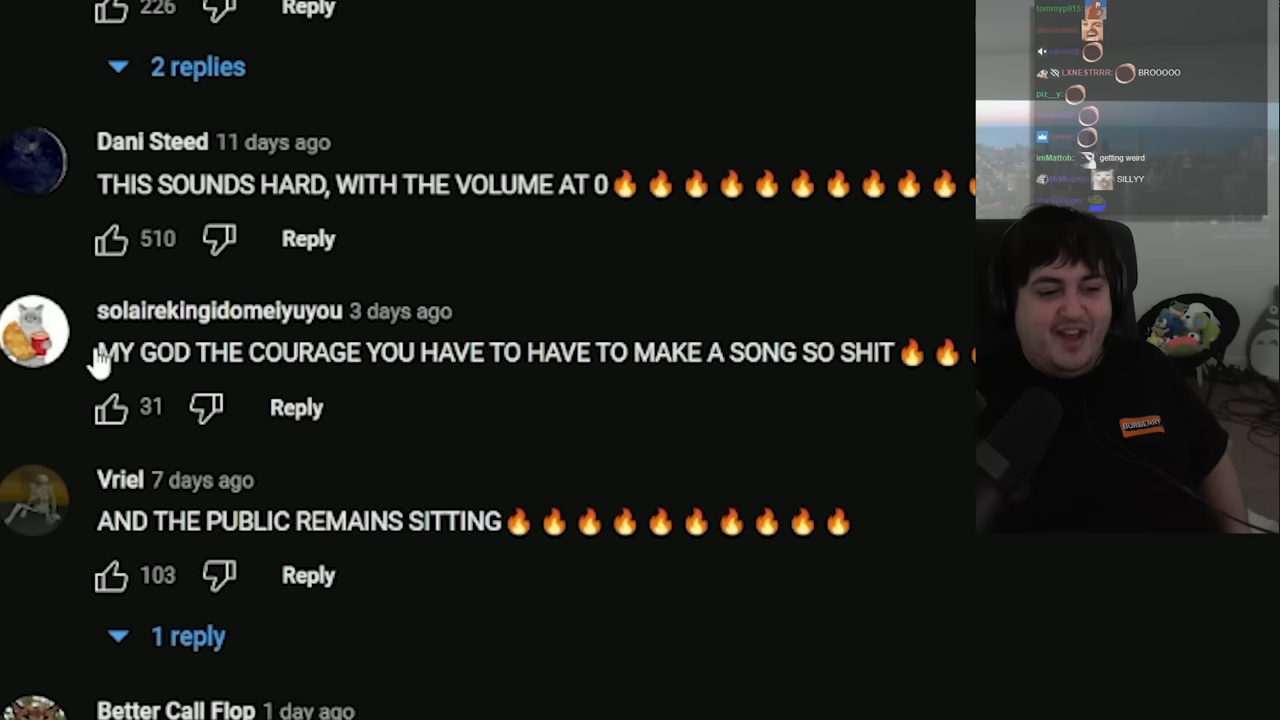 226 Reply
2 replies
Dani Steed 11 days ago
THIS SOUNDS HARD, WITH THE VOLUME AT 0🔥🔥🔥🔥🔥🔥🔥🔥🔥🔥
510 Reply
solairekingidomeiyuyou 3 days ago
MY GOD THE COURAGE YOU HAVE TO HAVE TO MAKE A SONG SO SHIT🔥🔥
31 Reply
Vriel 7 days ago
AND THE PUBLIC REMAINS SITTING🔥🔥🔥🔥🔥🔥🔥🔥🔥🔥
103 Reply
1 reply
Better Call Flop 1 day ago
tommyp915:
LXNESTRRR: BROOOOO
piz__y:
imMattoh: getting weird
SILLYY
BURBERRY